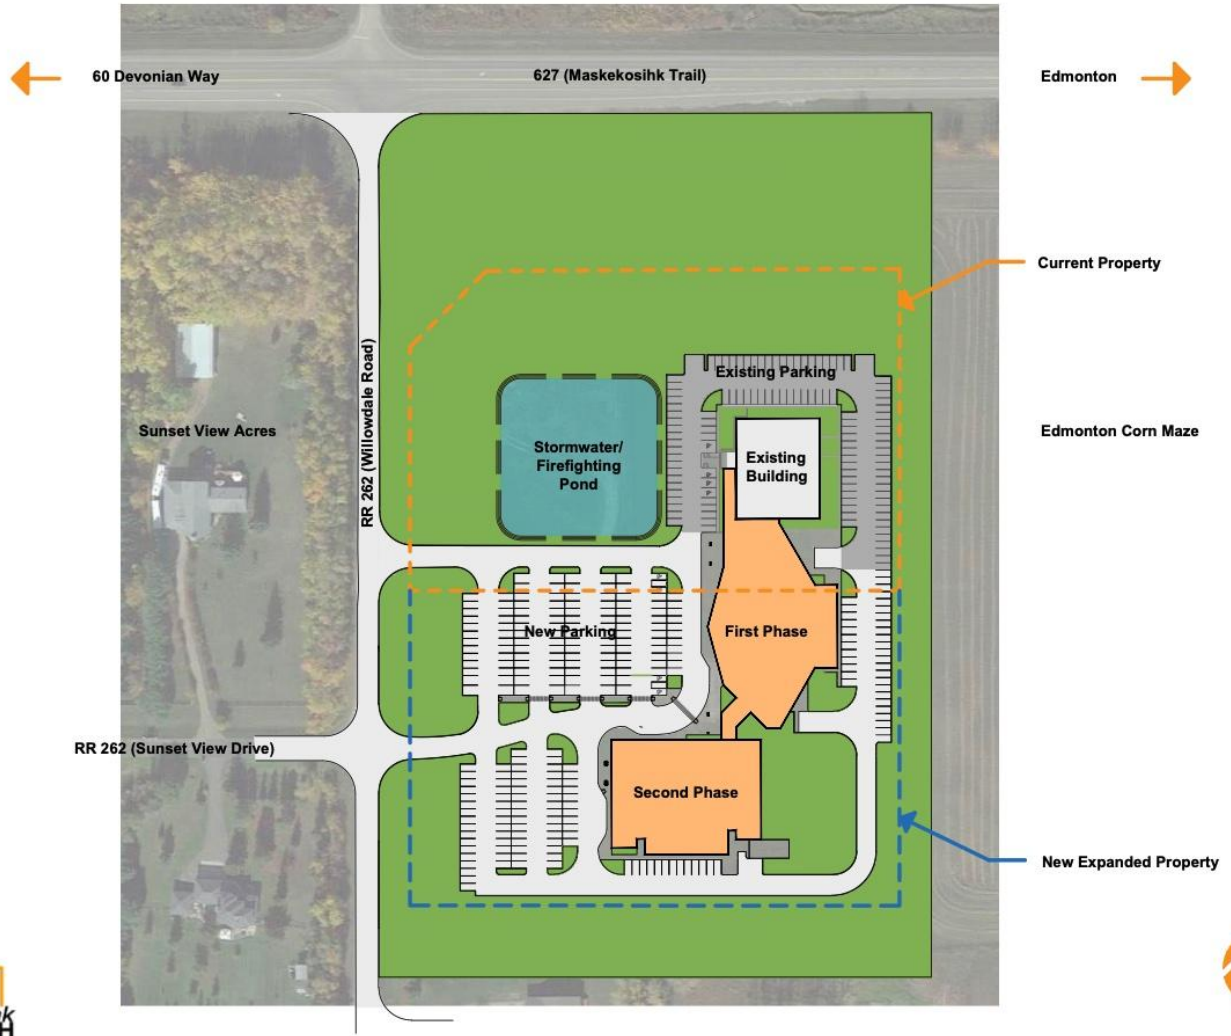 60 Devonian Way
627 (Maskekosihk Trail)
Edmonton
Current Property
RR 262 (Willowdale Road)
Existing Parking
Sunset View Acres
Edmonton Corn Maze
Stormwater/
Firefighting
Pond
Existing
Building
New Parking
First Phase
RR 262 (Sunset View Drive)
Second Phase
New Expanded Property